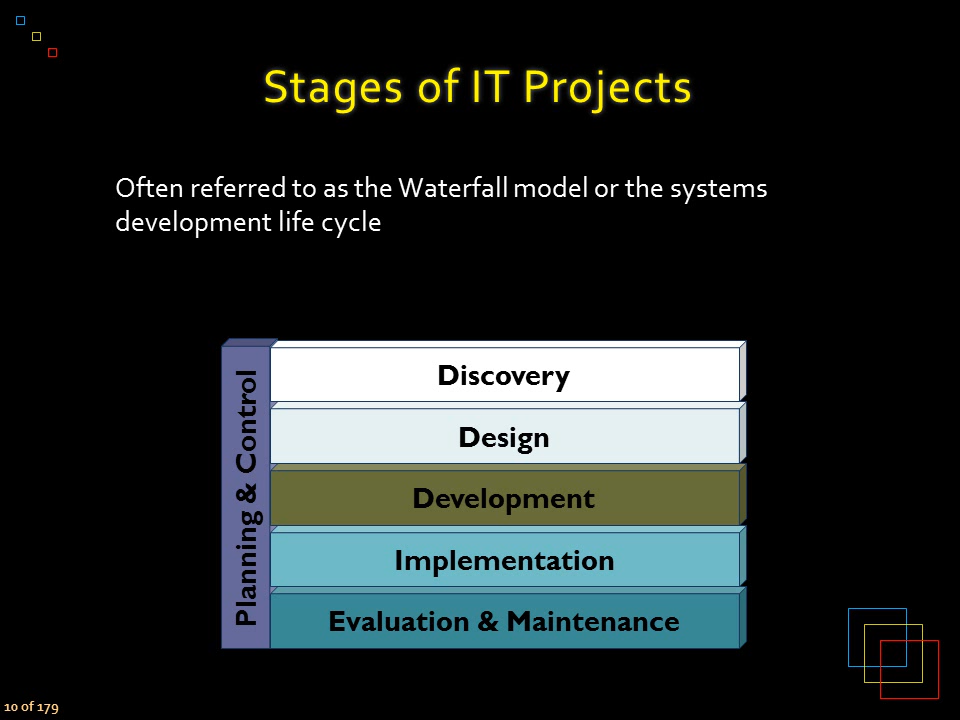 Stages of IT Projects
Often referred to as the Waterfall model or the systems
development life cycle
Planning & Control
Discovery
Design
Development
Implementation
Evaluation & Maintenance
10 of 179